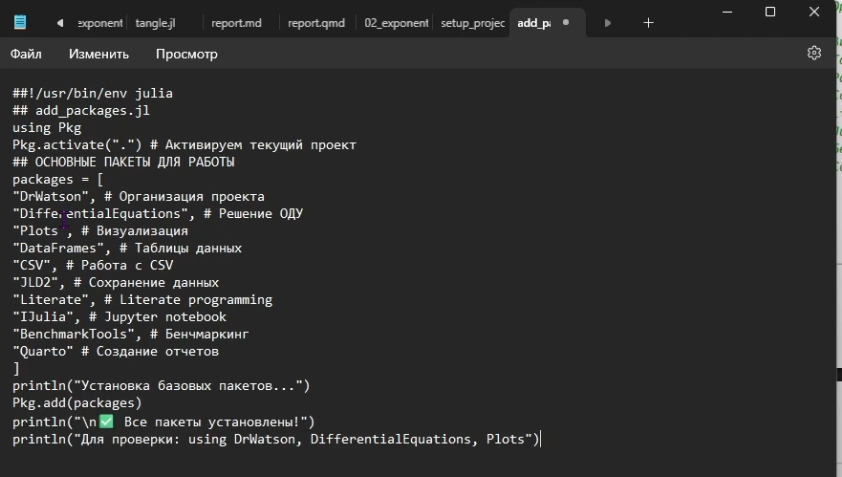 exponent tangle.jl report.md report.qmd 02_exponent setup_projec add_pa
Файл Изменить Просмотр
##!/usr/bin/env julia
## add_packages.jl
using Pkg
Pkg.activate(".") # Активируем текущий проект
## ОСНОВНЫЕ ПАКЕТЫ ДЛЯ РАБОТЫ
packages = [
"DrWatson", # Организация проекта
"DifferentialEquations", # Решение ОДУ
"Plots", # Визуализация
"DataFrames", # Таблицы данных
"CSV", # Работа с CSV
"JLD2", # Сохранение данных
"Literate", # Literate programming
"IJulia", # Jupyter notebook
"BenchmarkTools", # Бенчмаркинг
"Quarto" # Создание отчетов
]
println("Установка базовых пакетов...")
Pkg.add(packages)
println("\n✅ Все пакеты установлены!")
println("Для проверки: using DrWatson, DifferentialEquations, Plots")